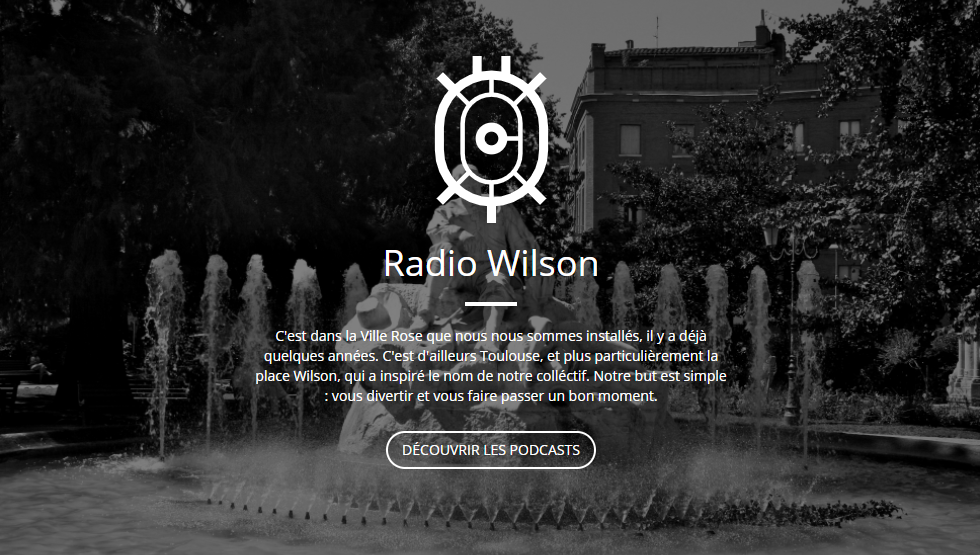 Radio Wilson
C'est dans la Ville Rose que nous nous sommes installés, il y a déjà
quelques années. C'est d'ailleurs Toulouse, et plus particulièrement la
place Wilson, qui a inspiré le nom de notre colléctif. Notre but est simple
: vous divertir et vous faire passer un bon moment.
DÉCOUVRIR LES PODCASTS